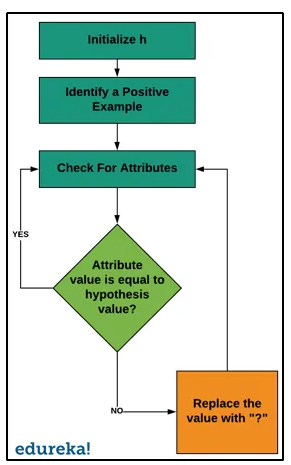 Initialize h
Identify a Positive
Example
Check For Attributes
YES
Attribute
value is equal to
hypothesis
value?
NO
Replace the
value with "?"
edureka!